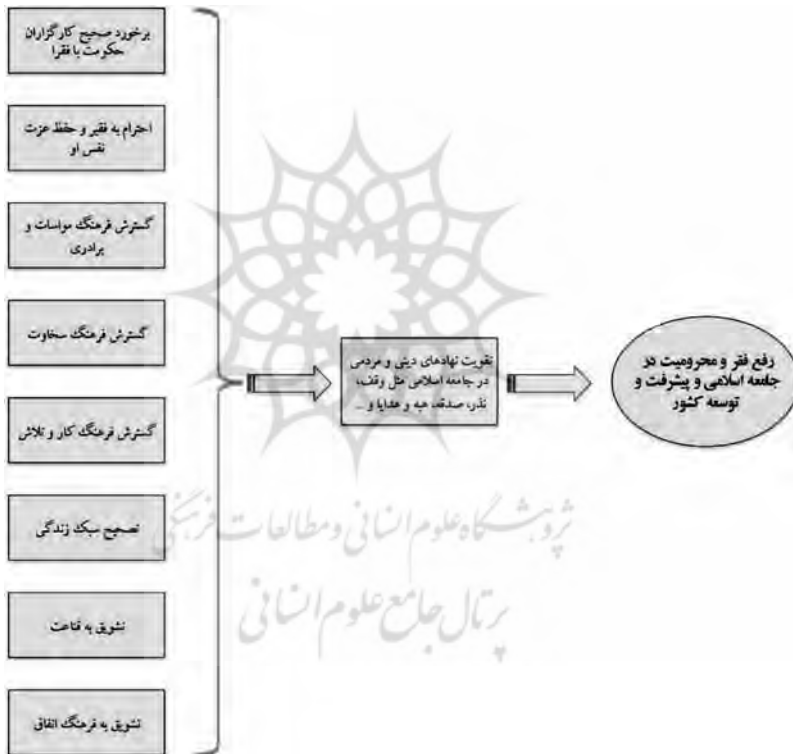 برخورد صحیح کارگزاران
حکومت با فقرا
احترام به فقیر و حفظ عزت
نفس او
گسترش فرهنگ مواسات و
برادری
گسترش فرهنگ سخاوت
گسترش فرهنگ کار و تلاش
تصحیح سبک زندگی
تشویق به قناعت
تشویق به فرهنگ انفاق
تقویت نهادهای دینی و مردمی
در جامعه اسلامی مثل وقف،
نذر، صدقه، هبه و هدایا و ...
رفع فقر و محرومیت در
جامعه اسلامی و پیشرفت و
توسعه کشور
پژوهشگاه علوم انسانی و مطالعات فرهنگی
پرتال جامع علوم انسانی